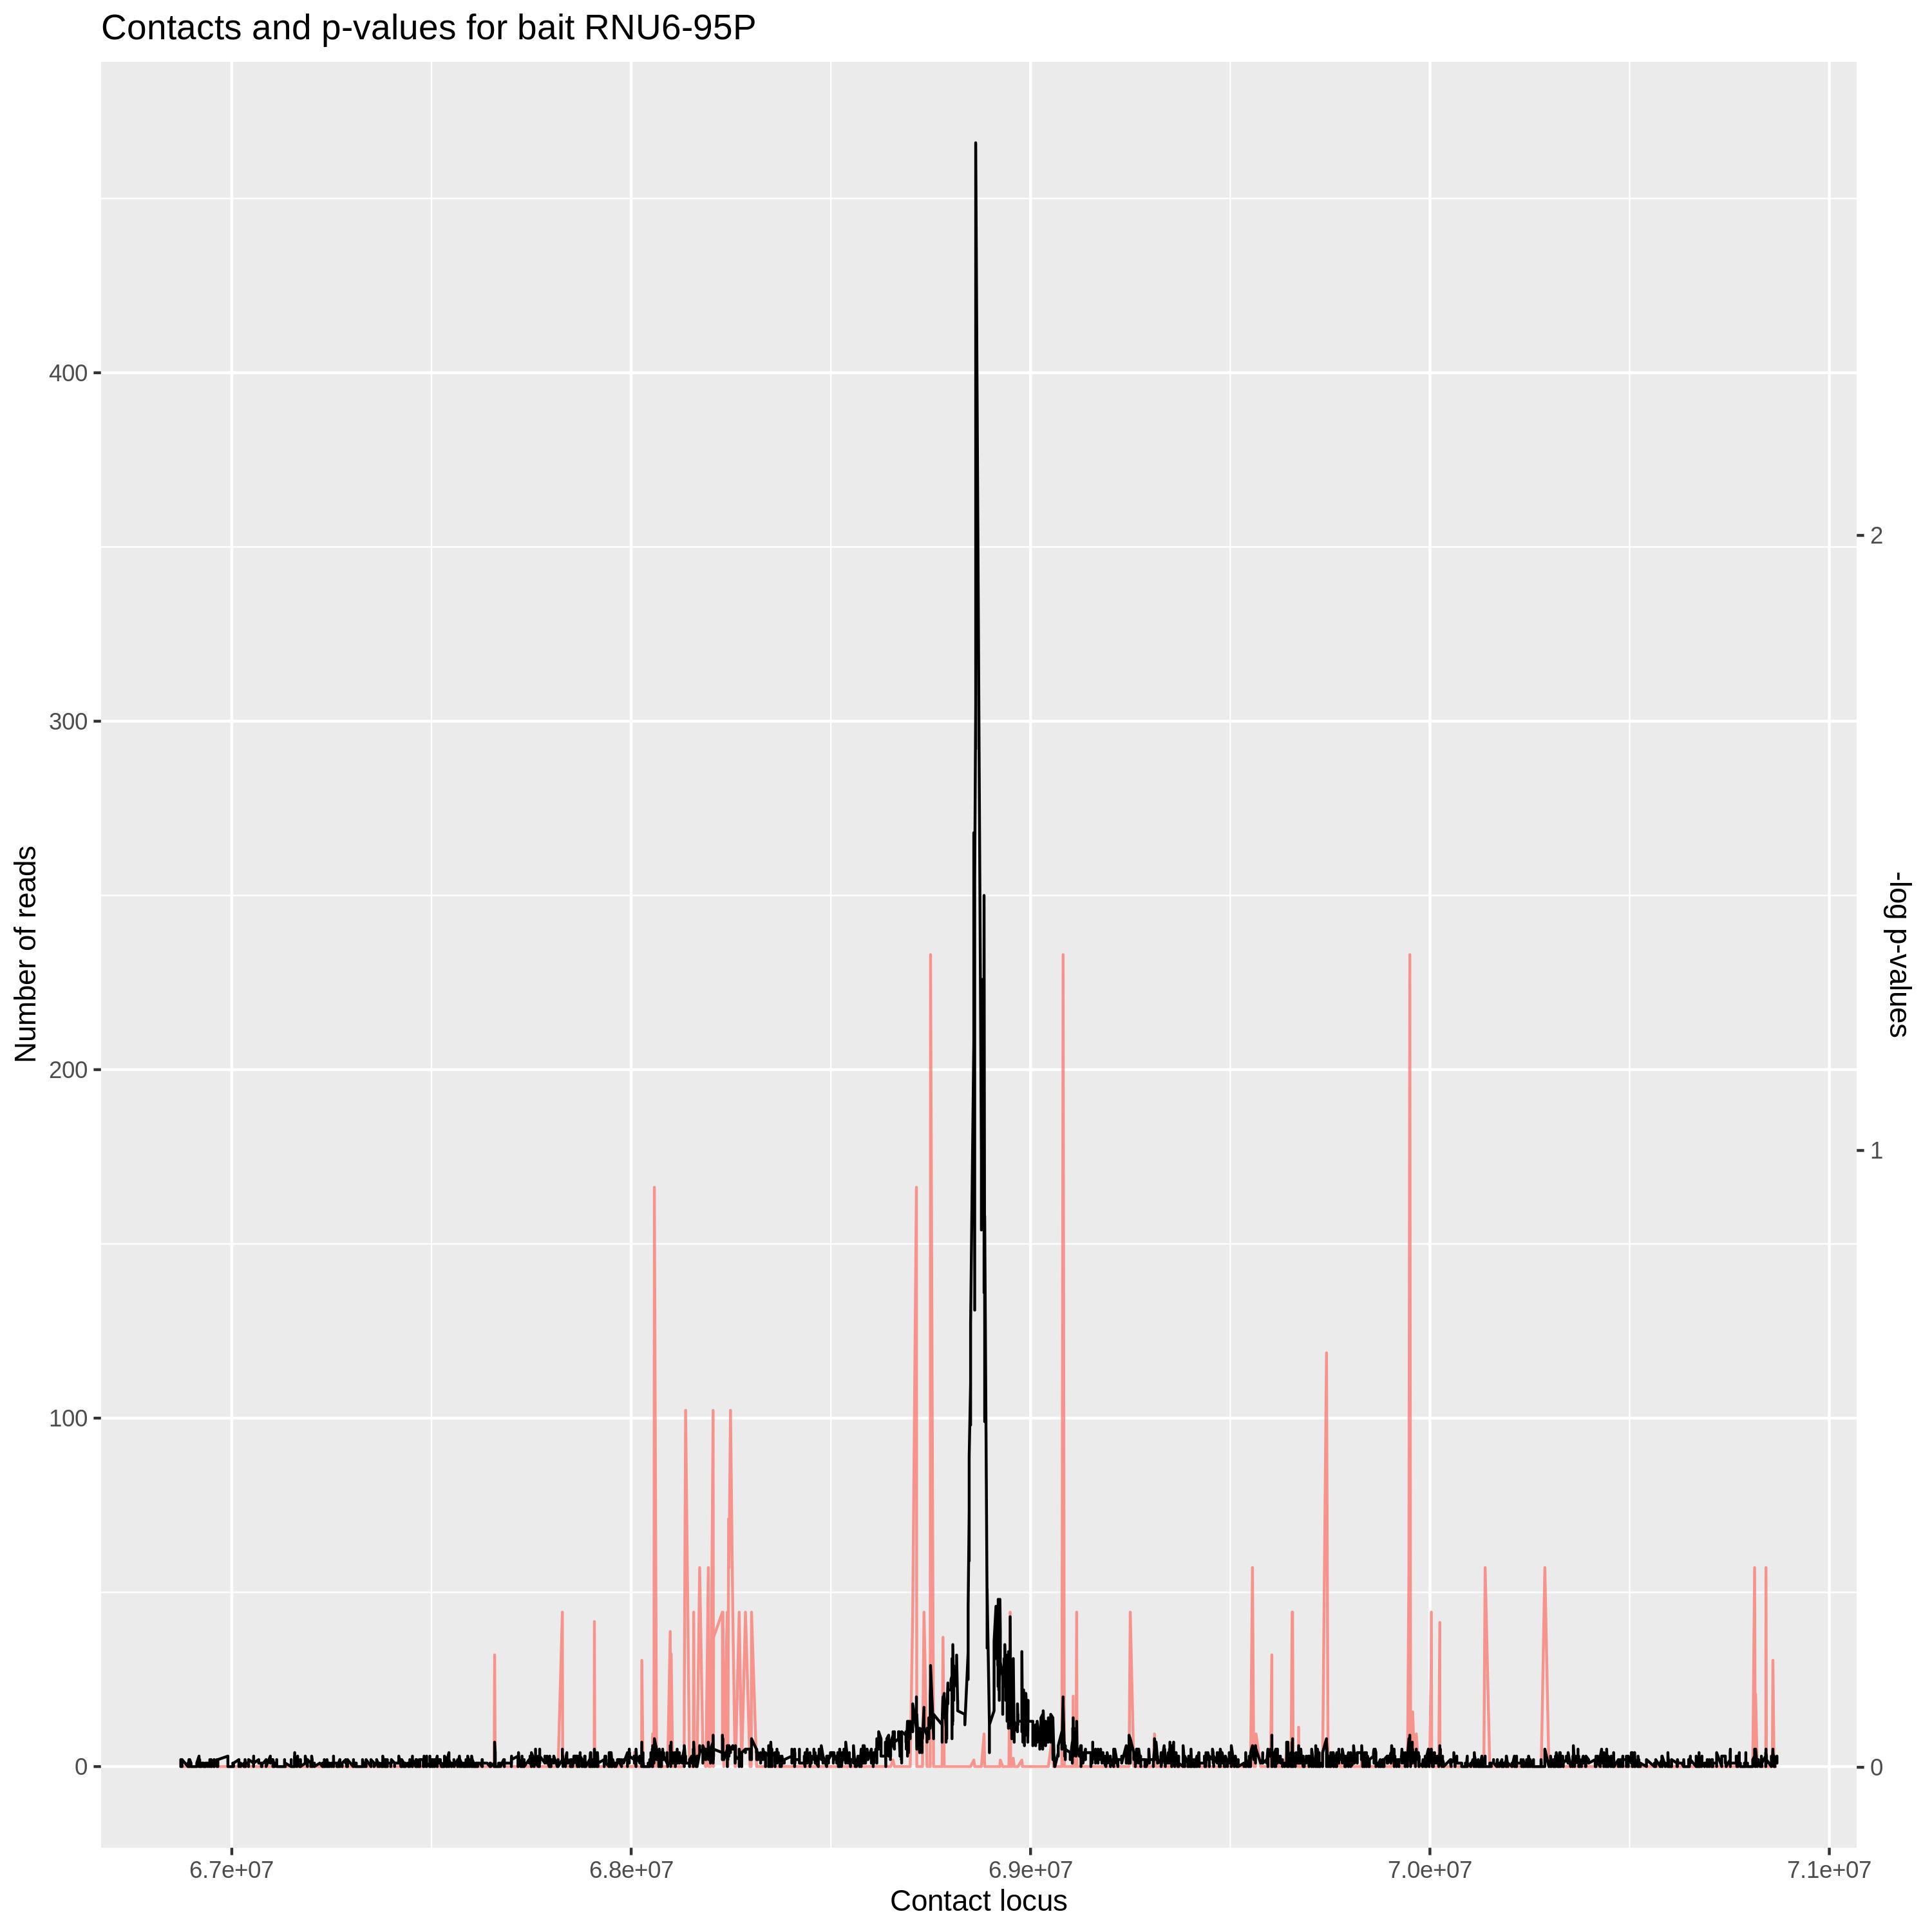 Contacts and p-values for bait RNU6-95P
400
300
200
100
0
Number of reads
2
1
0
-log p-values
6.7e+07
6.8e+07
6.9e+07
7.0e+07
7.1e+07
Contact locus